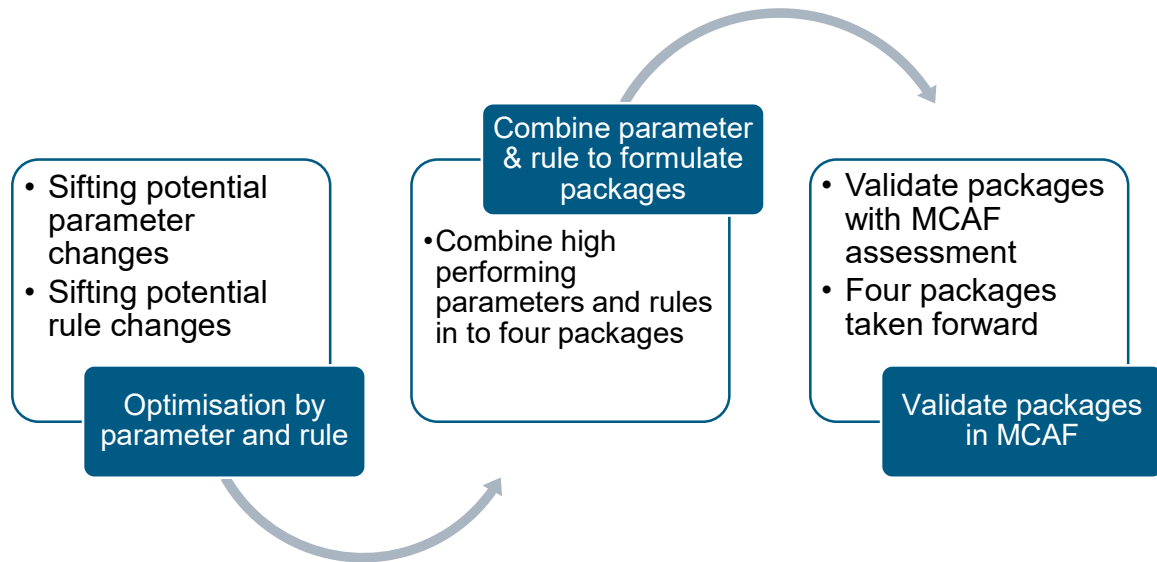 • Sifting potential
parameter
changes
• Sifting potential
rule changes
Optimisation by
parameter and rule
Combine parameter
& rule to formulate
packages
•Combine high
performing
parameters and rules
in to four packages
• Validate packages
with MCAF
assessment
• Four packages
taken forward
Validate packages
in MCAF